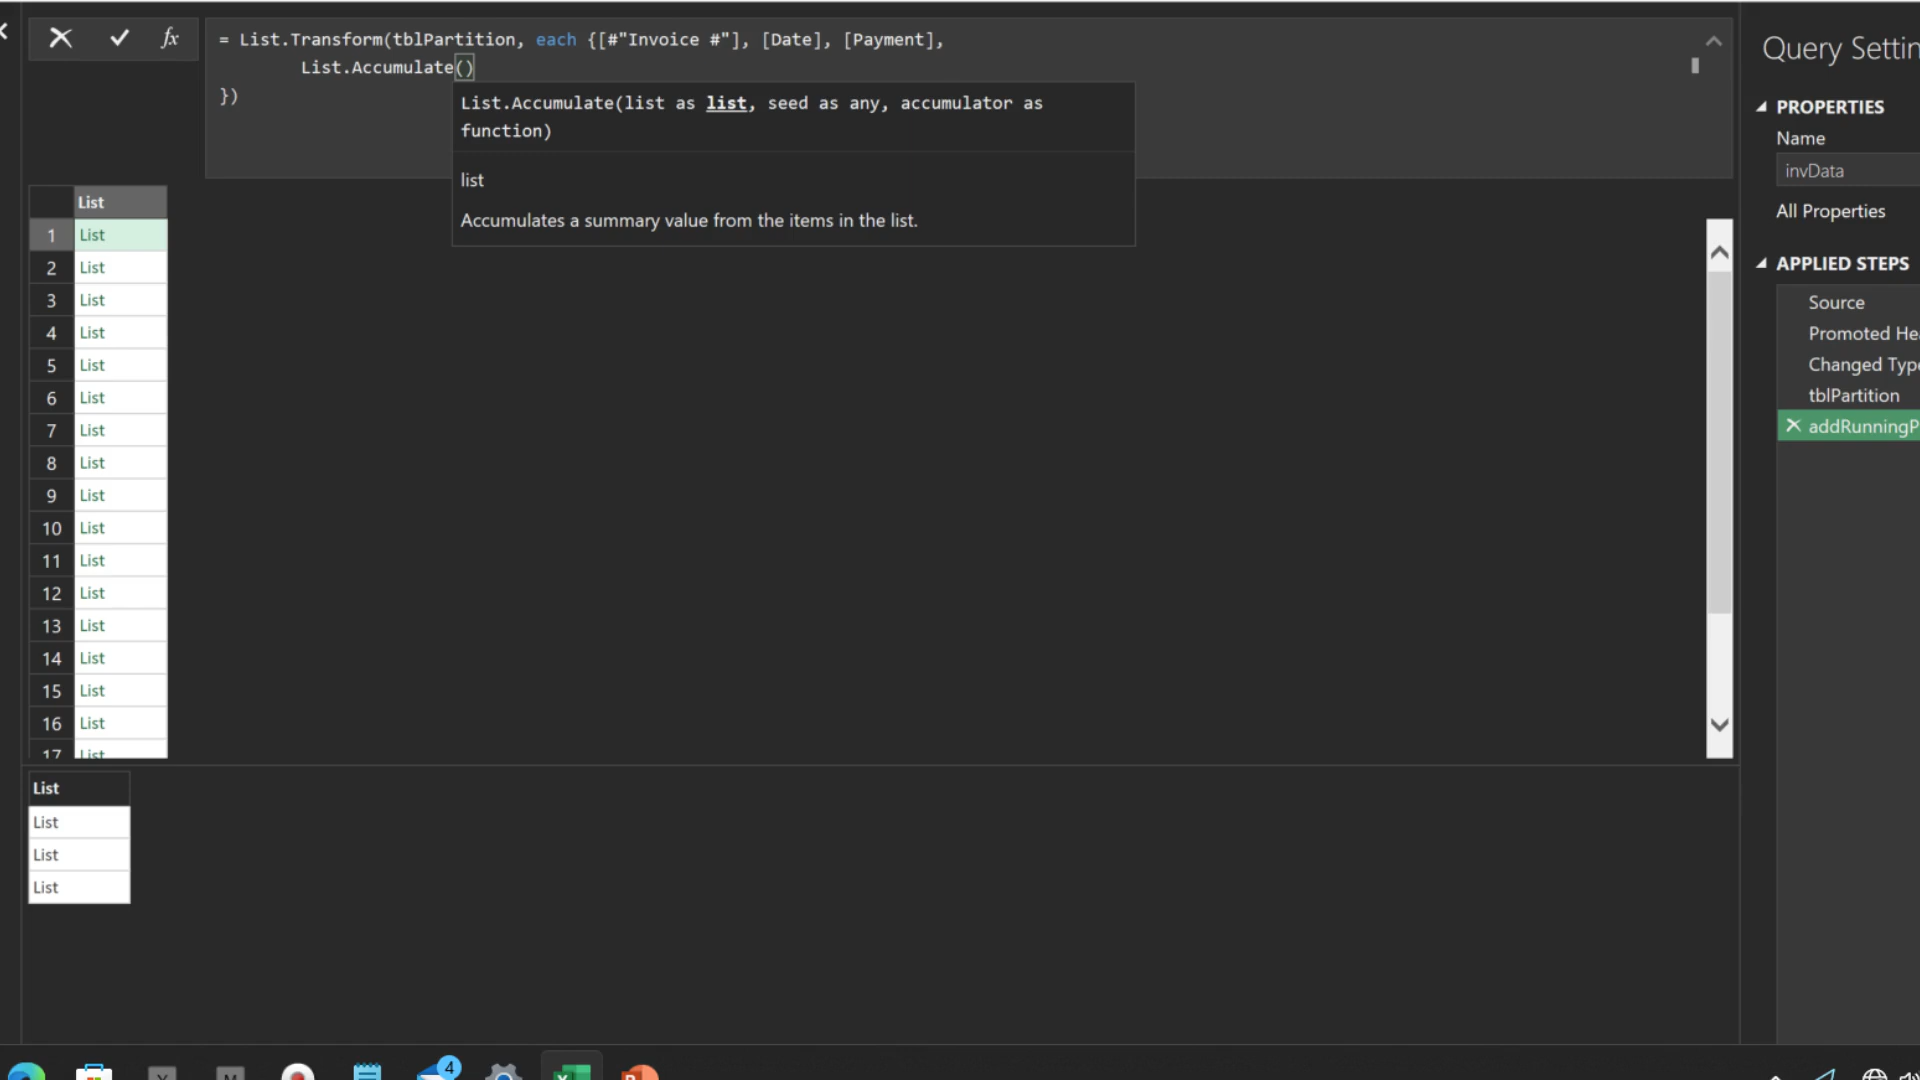 fx
= List.Transform(tblPartition, each {[#"Invoice #"], [Date], [Payment],
List.Accumulate()
})
List.Accumulate(list as list, seed as any, accumulator as
function)
list
Accumulates a summary value from the items in the list.
List
1 List
2 List
3 List
4 List
5 List
6 List
7 List
8 List
9 List
10 List
11 List
12 List
13 List
14 List
15 List
16 List
17 List
List
List
List
List
Query Settin
PROPERTIES
Name
invData
All Properties
APPLIED STEPS
Source
Promoted Hea
Changed Type
tblPartition
addRunningP
4